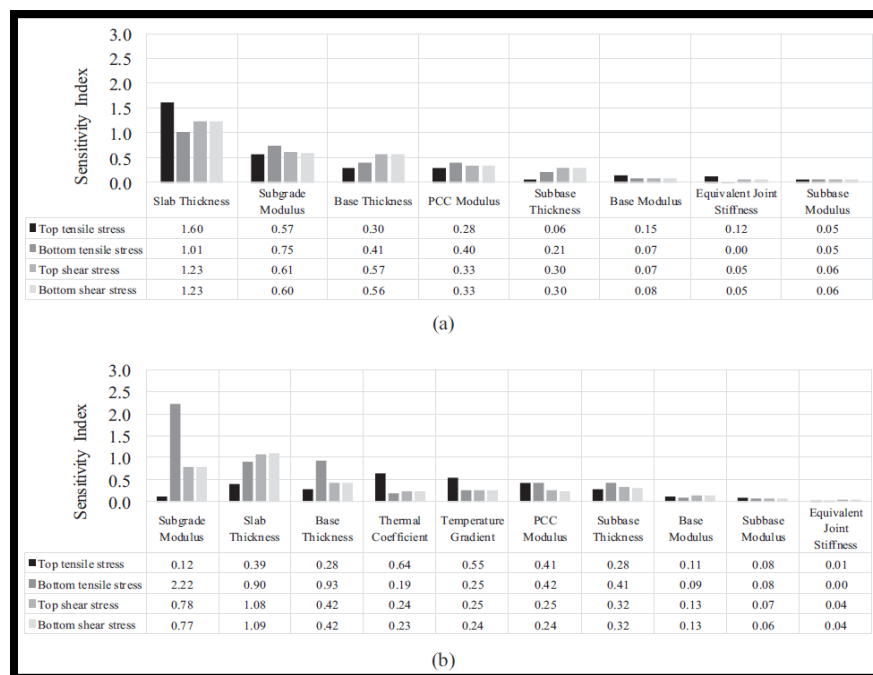 3.0
2.5
2.0
1.5
1.0
0.5
0.0
Sensitivity Index
Slab Thickness Subgrade Modulus Base Thickness PCC Modulus Subbase Thickness Base Modulus Equivalent Joint Stiffness Subbase Modulus
Top tensile stress 1.60 0.57 0.30 0.28 0.06 0.15 0.12 0.05
Bottom tensile stress 1.01 0.75 0.41 0.40 0.21 0.07 0.00 0.05
Top shear stress 1.23 0.61 0.57 0.33 0.30 0.07 0.05 0.06
Bottom shear stress 1.23 0.60 0.56 0.33 0.30 0.08 0.05 0.06
(a)
3.0
2.5
2.0
1.5
1.0
0.5
0.0
Sensitivity Index
Subgrade Modulus Slab Thickness Base Thickness Thermal Coefficient Temperature Gradient PCC Modulus Subbase Thickness Base Modulus Subbase Modulus Equivalent Joint Stiffness
Top tensile stress 0.12 0.39 0.28 0.64 0.55 0.41 0.28 0.11 0.08 0.01
Bottom tensile stress 2.22 0.90 0.93 0.19 0.25 0.42 0.41 0.09 0.08 0.00
Top shear stress 0.78 1.08 0.42 0.24 0.25 0.25 0.32 0.13 0.07 0.04
Bottom shear stress 0.77 1.09 0.42 0.23 0.24 0.24 0.32 0.13 0.06 0.04
(b)